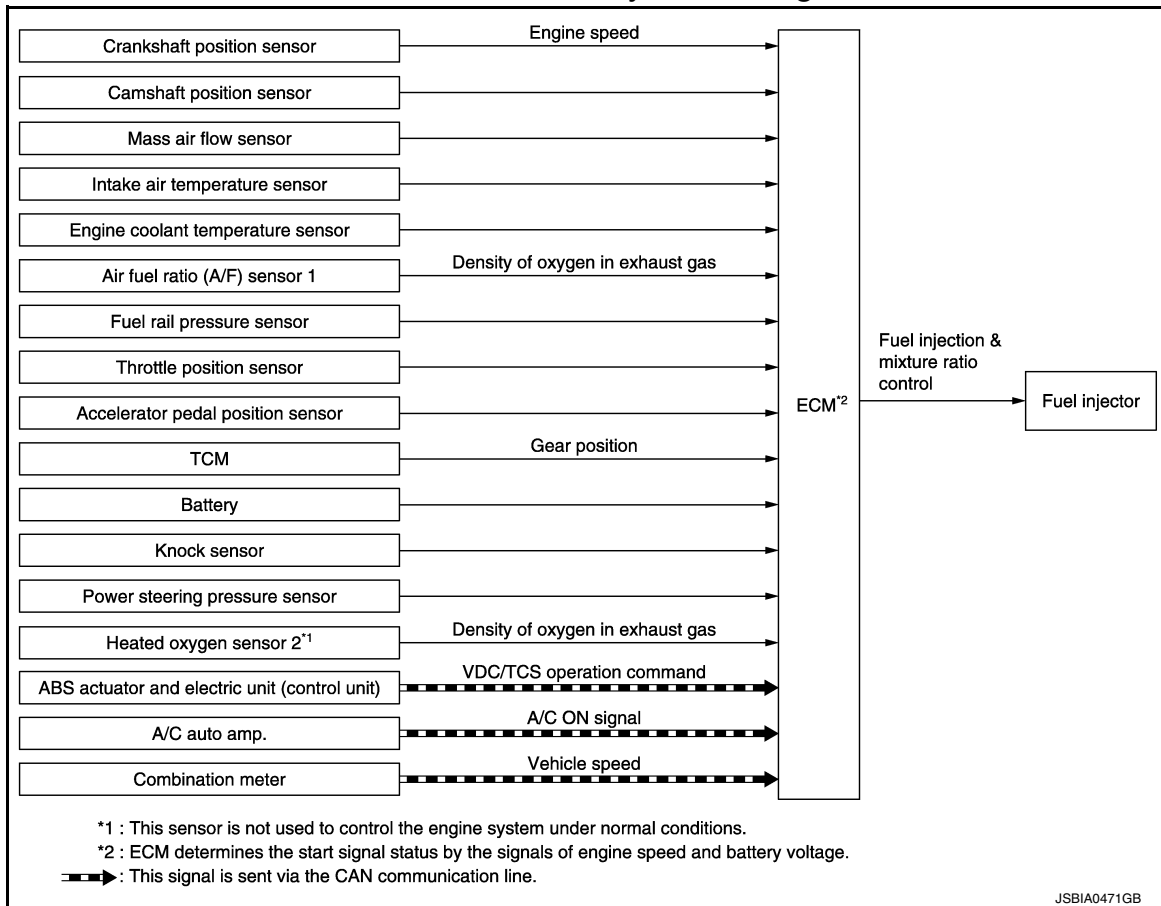 Crankshaft position sensor
Engine speed
Camshaft position sensor
Mass air flow sensor
Intake air temperature sensor
Engine coolant temperature sensor
Air fuel ratio (A/F) sensor 1
Density of oxygen in exhaust gas
Fuel rail pressure sensor
Throttle position sensor
Accelerator pedal position sensor
TCM
Gear position
Battery
Knock sensor
Power steering pressure sensor
Heated oxygen sensor 2*1
Density of oxygen in exhaust gas
ABS actuator and electric unit (control unit)
VDC/TCS operation command
A/C auto amp.
A/C ON signal
Combination meter
Vehicle speed
ECM*2
Fuel injection &
mixture ratio
control
Fuel injector
*1 : This sensor is not used to control the engine system under normal conditions.
*2 : ECM determines the start signal status by the signals of engine speed and battery voltage.
: This signal is sent via the CAN communication line.
JSBIA0471GB